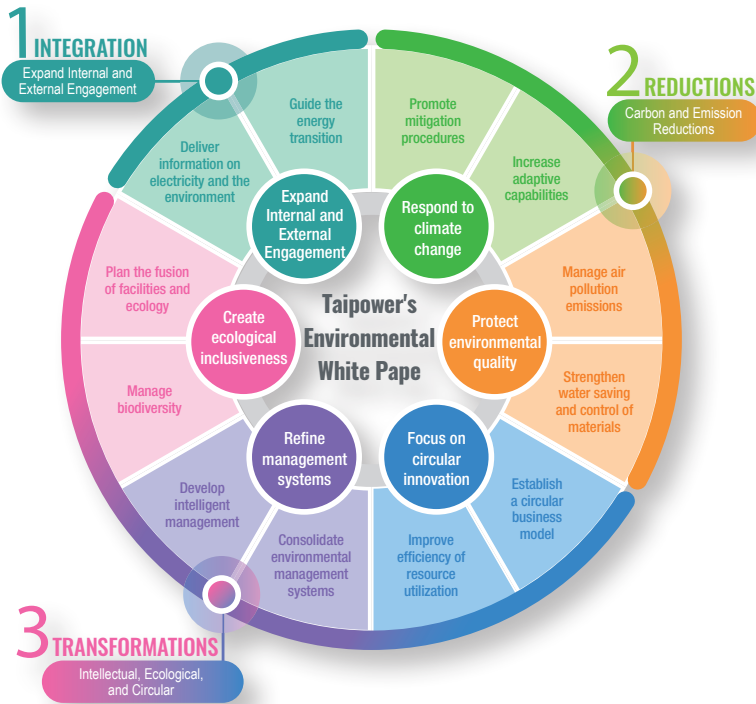 1 INTEGRATION
Expand Internal and
External Engagement
2 REDUCTIONS
Carbon and Emission
Reductions
Guide the
energy
transition
Promote
mitigation
procedures
Deliver
information on
electricity and the
environment
Increase
adaptive
capabilities
Expand
Internal and
External
Engagement
Respond to
climate
change
Plan the fusion
of facilities and
ecology
Manage air
pollution
emissions
Create
ecological
inclusiveness
Taipower's
Environmental
White Pape
Protect
environmental
quality
Manage
biodiversity
Strengthen
water saving
and control of
materials
Refine
management
systems
Focus on
circular
innovation
Develop
intelligent
management
Establish
a circular
business
model
Consolidate
environmental
management
systems
Improve
efficiency of
resource
utilization
3 TRANSFORMATIONS
Intellectual, Ecological,
and Circular